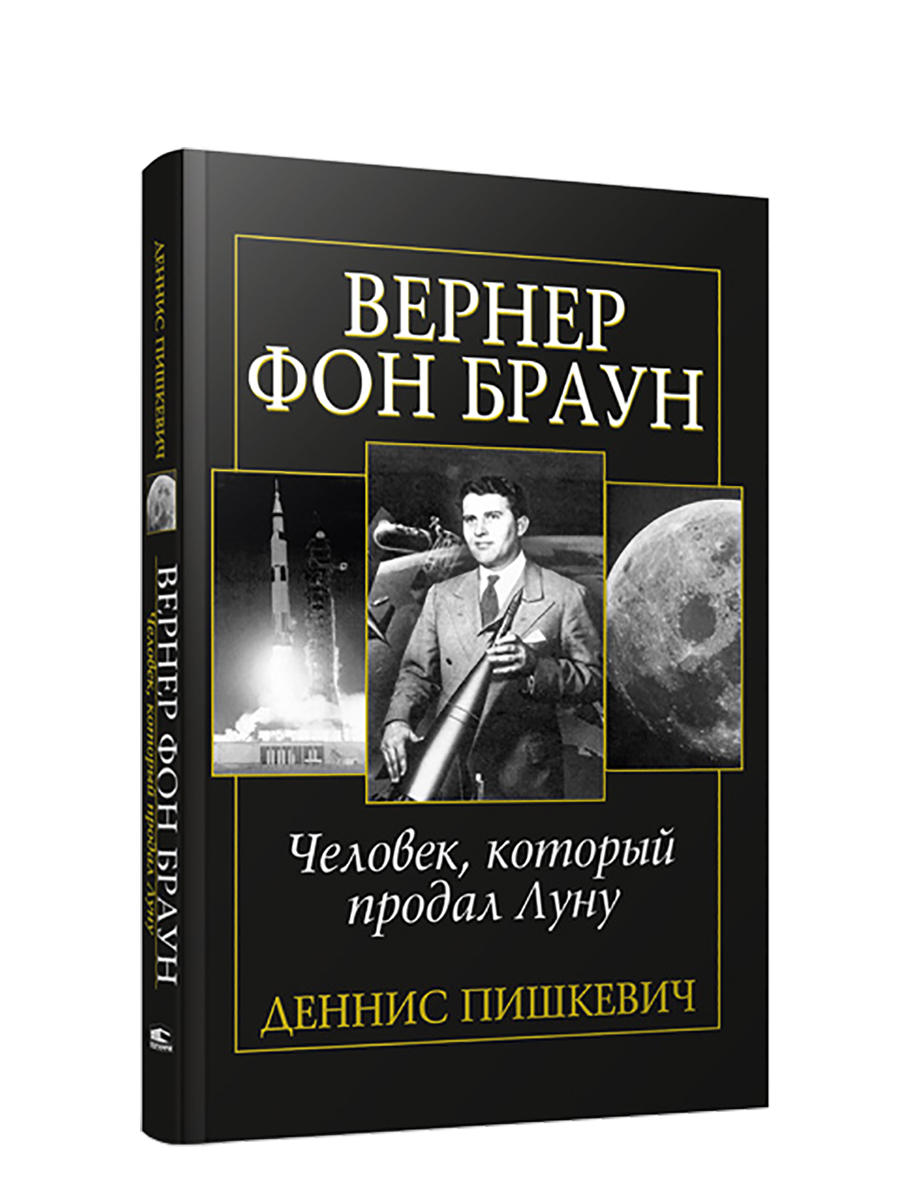 ВЕРНЕР
ФОН БРАУН
Человек, который
продал Луну
ДЕННИС ПИШКЕВИЧ
ДЕННИС ПИШКЕВИЧ
ВЕРНЕР ФОН БРАУН
Человек, который продал Луну